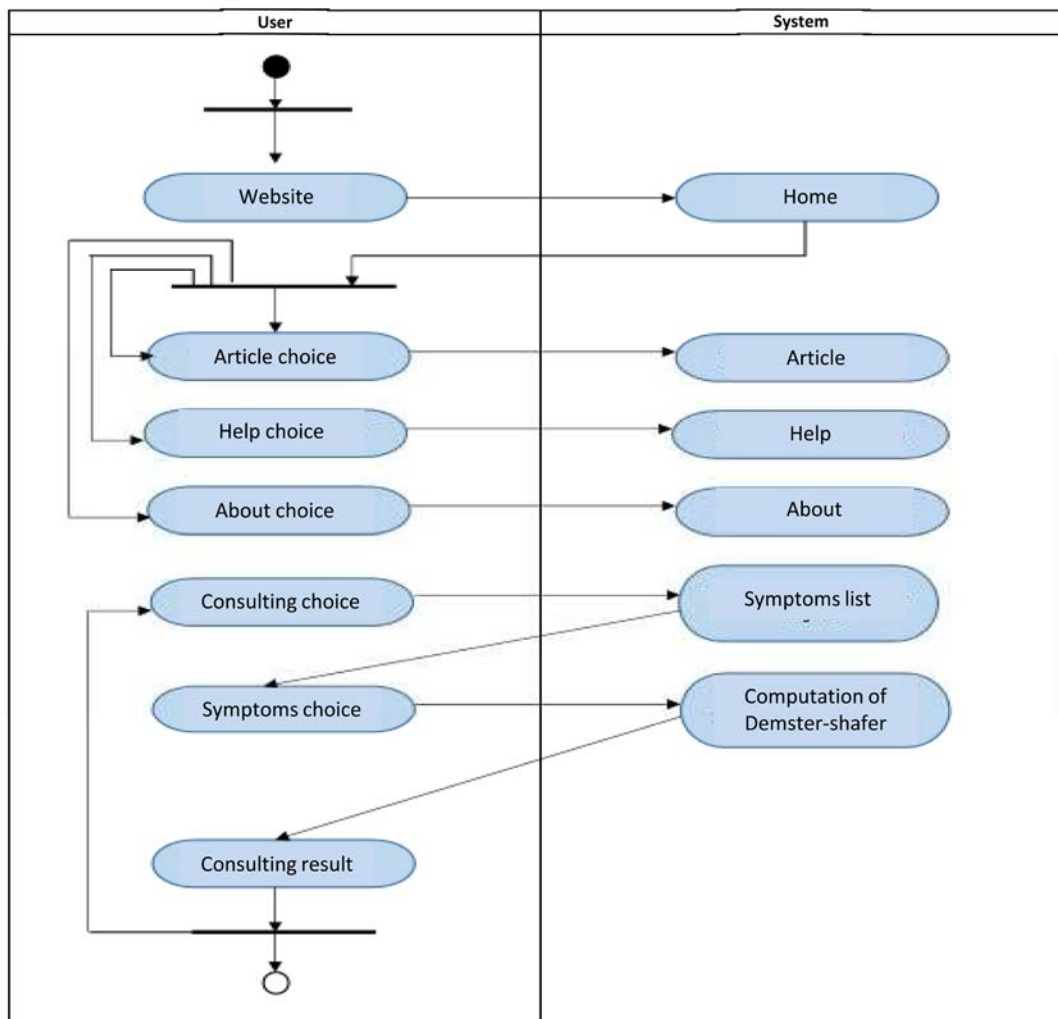 User
System
Website
Home
Article choice
Article
Help choice
Help
About choice
About
Consulting choice
Symptoms list
Symptoms choice
Computation of
Demster-shafer
Consulting result